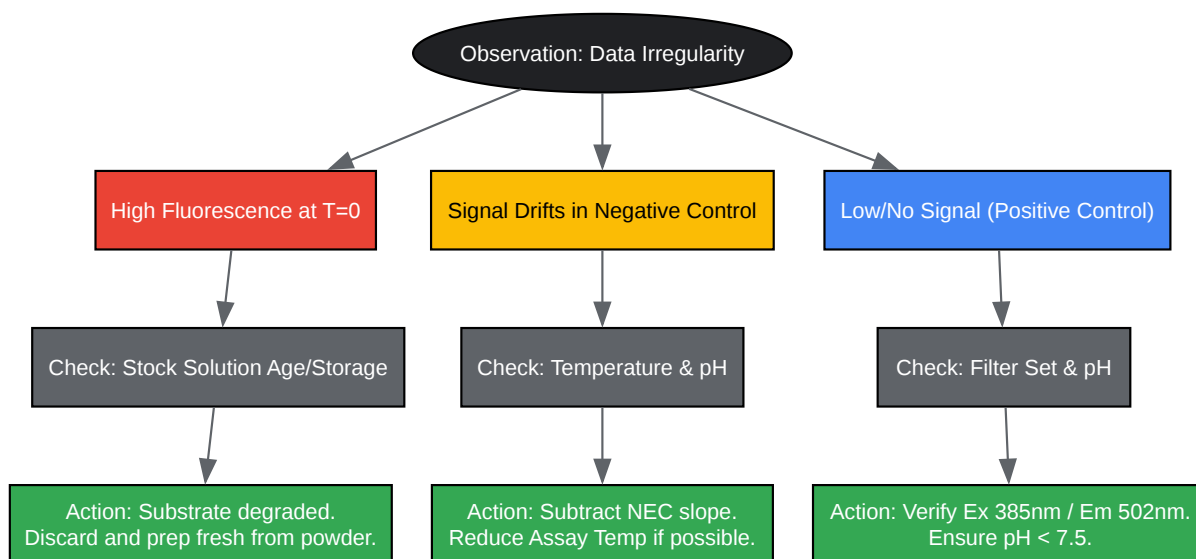 Observation: Data Irregularity
High Fluorescence at T=0
Signal Drifts in Negative Control
Low/No Signal (Positive Control)
Check: Stock Solution Age/Storage
Check: Temperature & pH
Check: Filter Set & pH
Action: Substrate degraded.
Discard and prep fresh from powder.
Action: Subtract NEC slope.
Reduce Assay Temp if possible.
Action: Verify Ex 385nm / Em 502nm.
Ensure pH < 7.5.